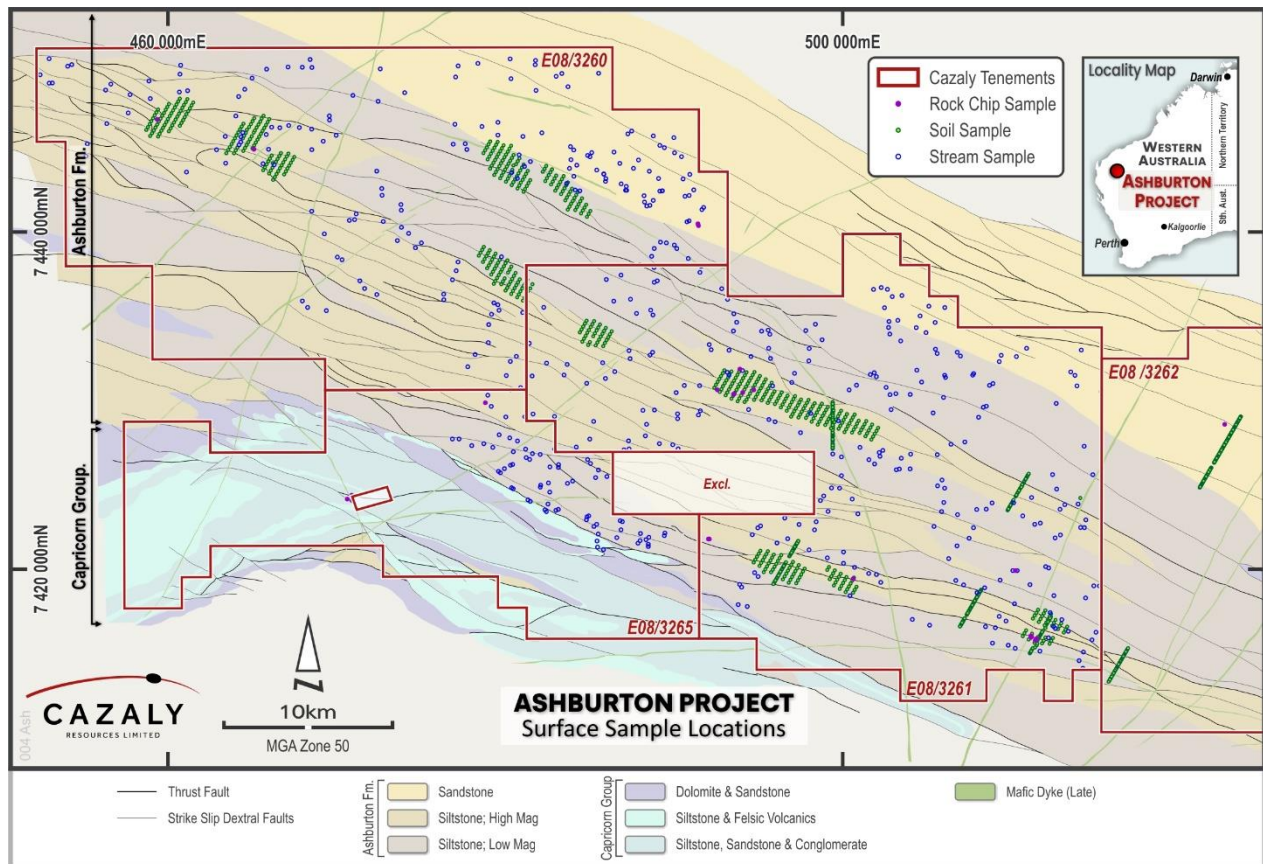 460 000mE
500 000mE
E08/3260
Cazaly Tenements
Rock Chip Sample
Soil Sample
Stream Sample
Locality Map
Darwin
Northern Territory
WESTERN
AUSTRALIA
ASHBURTON
PROJECT
Sth. Aust.
Kalgoorlie
Perth
Ashburton Fm.
7 440 000mN
E08 /3262
Capricorn Group.
Excl.
7 420 000mN
E08/3265
E08/3261
N
10km
MGA Zone 50
CAZALY
RESOURCES LIMITED
004 Ash
ASHBURTON PROJECT
Surface Sample Locations
Thrust Fault
Strike Slip Dextral Faults
Ashburton Fm.
Sandstone
Siltstone; High Mag
Siltstone; Low Mag
Capricorn Group
Dolomite & Sandstone
Siltstone & Felsic Volcanics
Siltstone, Sandstone & Conglomerate
Mafic Dyke (Late)